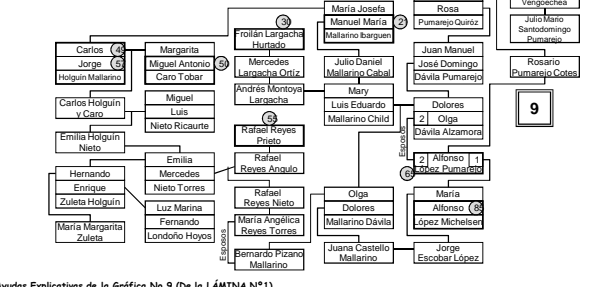 María Josefa
Manuel María
Mallarino Ibarguen
Rosa
Pumarejo Quiróz
Vengoechea
Julio Mario
Santodomingo
Pumarejo
Rosario
Pumarejo Cotes
9
30
Froilán Largacha
Hurtado
Mercedes
Largacha Ortíz
Andrés Montoya
Largacha
Julio Daniel
Mallarino Cabal
Juan Manuel
José Domingo
Dávila Pumarejo
Carlos
Jorge
Holguín Mallarino
Margarita
Miguel Antonio 50
Caro Tobar
Carlos Holguín
y Caro
Miguel
Luis
Nieto Ricaurte
Emilia Holguín
Nieto
Mary
Luis Eduardo
Mallarino Child
Dolores
2 Olga
Dávila Alzamora
Esposos
2 Alfonso 1
López Pumarejo
55
Rafael Reyes
Prieto
Rafael
Reyes Angulo
Rafael
Reyes Nieto
María Angélica
Reyes Torres
Esposos
Bernardo Pizano
Mallarino
Hernando
Enrique
Zuleta Holguín
María Margarita
Zuleta
Emilia
Mercedes
Nieto Torres
Luz Marina
Fernando
Londoño Hoyos
Olga
Dolores
Mallarino Dávila
Juana Castello
Mallarino
María
Alfonso
López Michelsen
Jorge
Escobar López
Ayudas Explicativas de la Gráfica No.9 (De la LÁMINA Nº1)